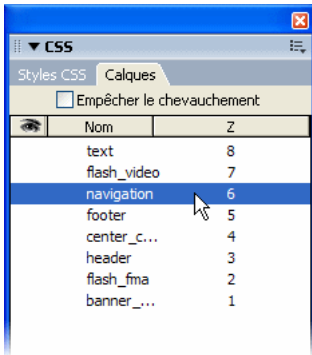 CSS
Styles CSS Calques
Empêcher le chevauchement
Nom Z
text 8
flash_video 7
navigation 6
footer 5
center_c... 4
header 3
flash_fma 2
banner_... 1